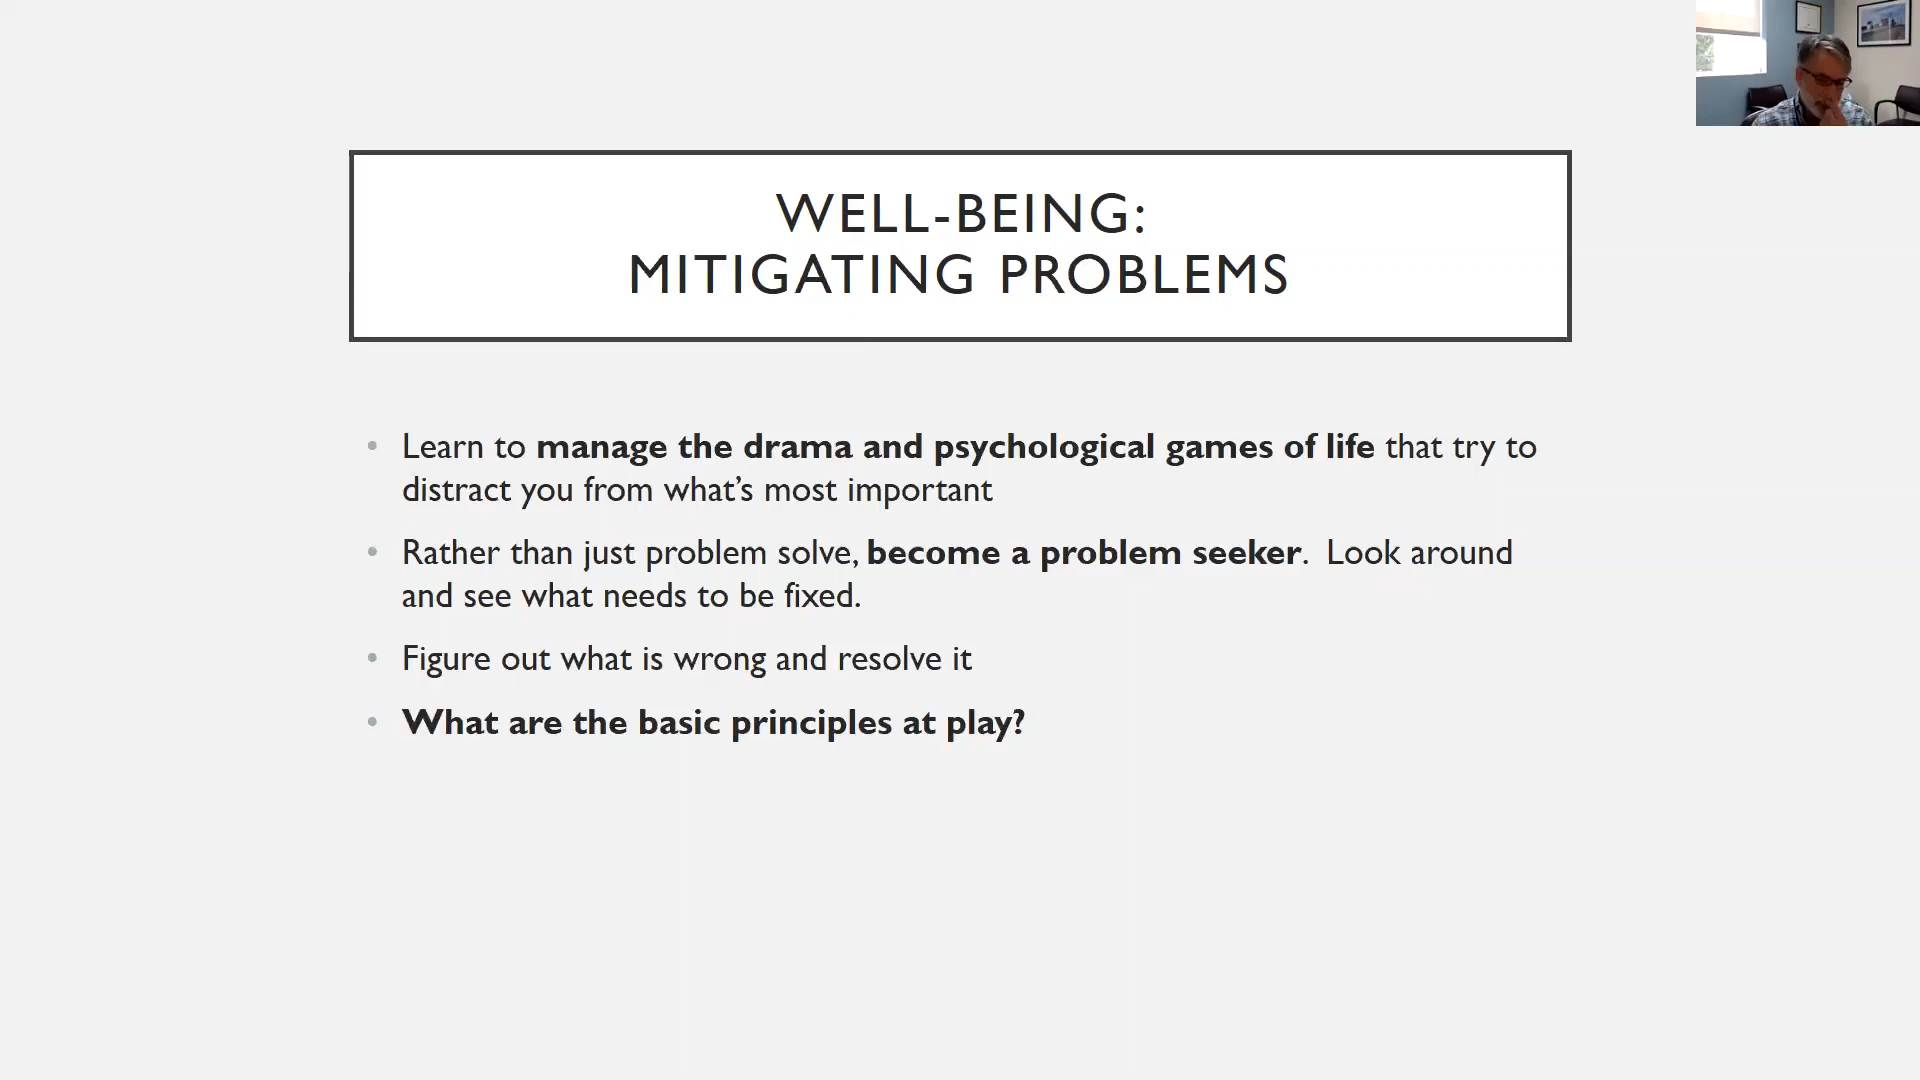 WELL-BEING:
MITIGATING PROBLEMS
• Learn to manage the drama and psychological games of life that try to
distract you from what’s most important
• Rather than just problem solve, become a problem seeker.  Look around
and see what needs to be fixed.
• Figure out what is wrong and resolve it
• What are the basic principles at play?